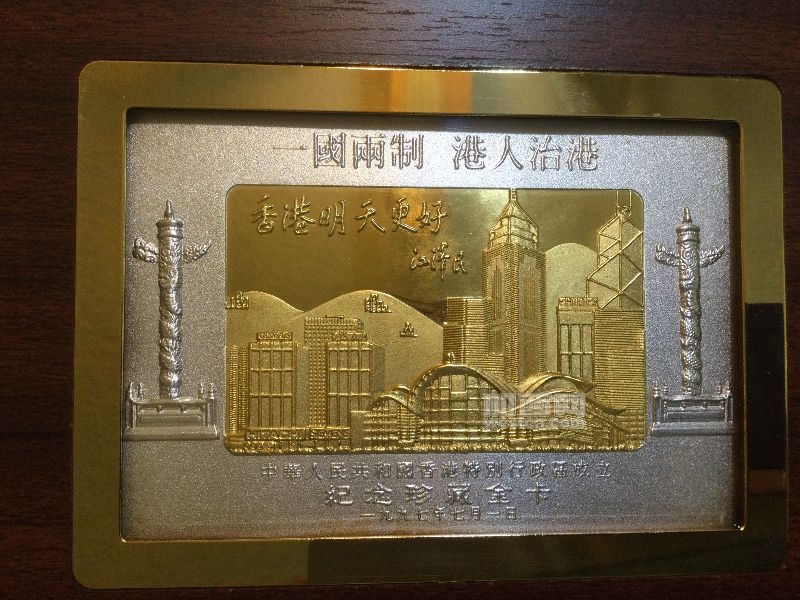 一國兩制 港人治港
香港明天更好
江澤民
中華人民共和國香港特別行政區成立
紀念珍藏金卡
一九九七年七月一日